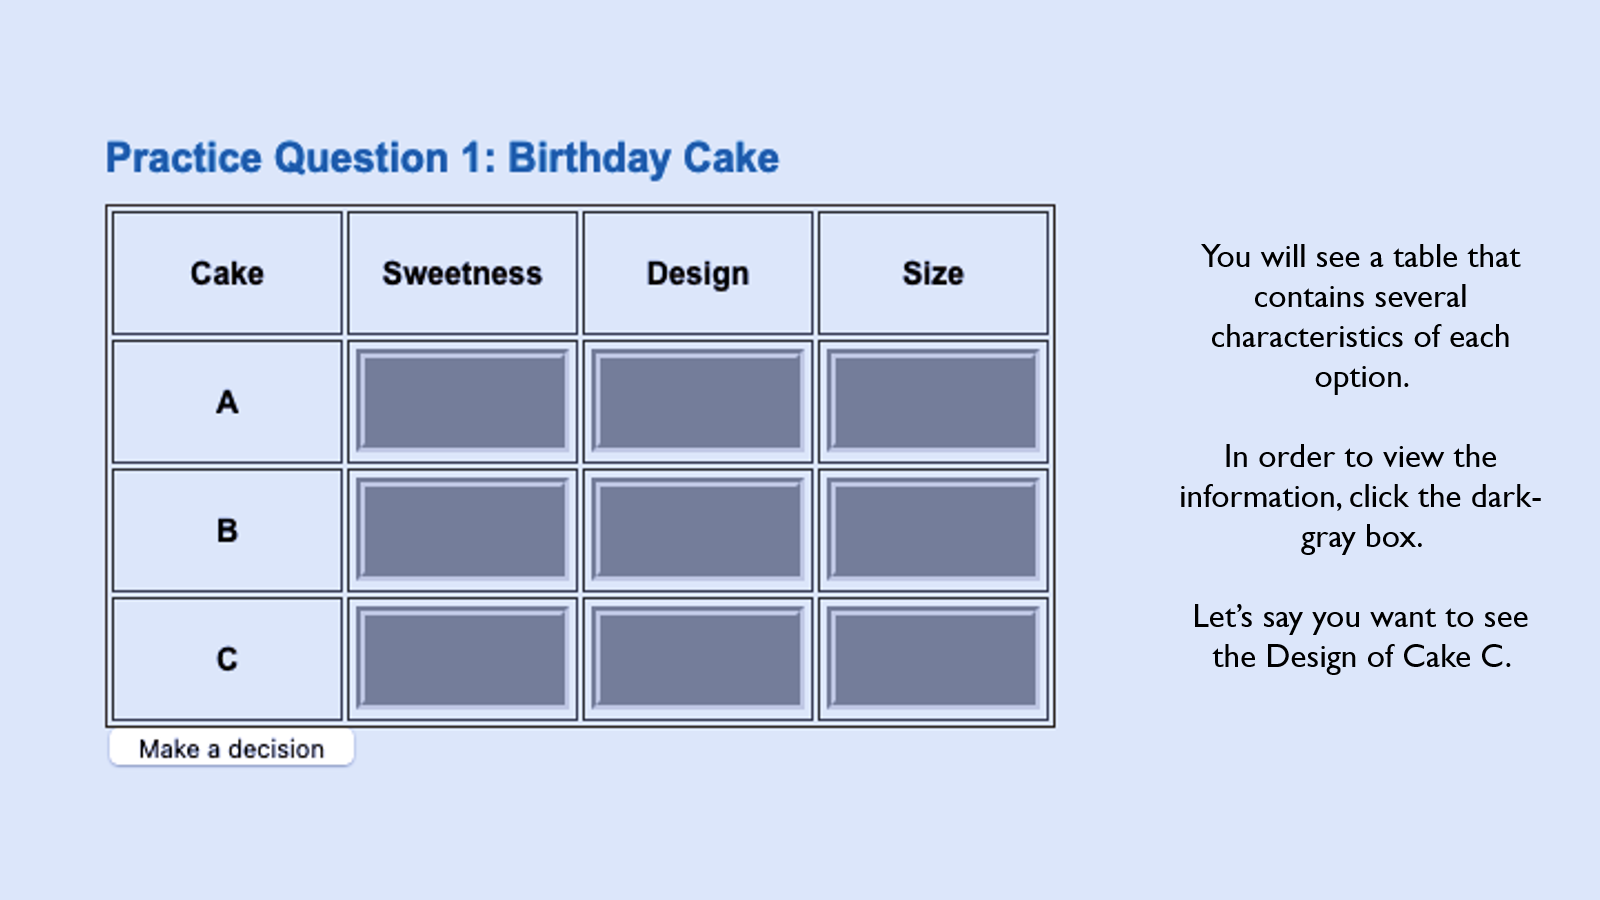 Practice Question 1: Birthday Cake
Cake Sweetness Design Size
A
B
C
Make a decision
You will see a table that
contains several
characteristics of each
option.
In order to view the
information, click the dark-
gray box.
Let’s say you want to see
the Design of Cake C.